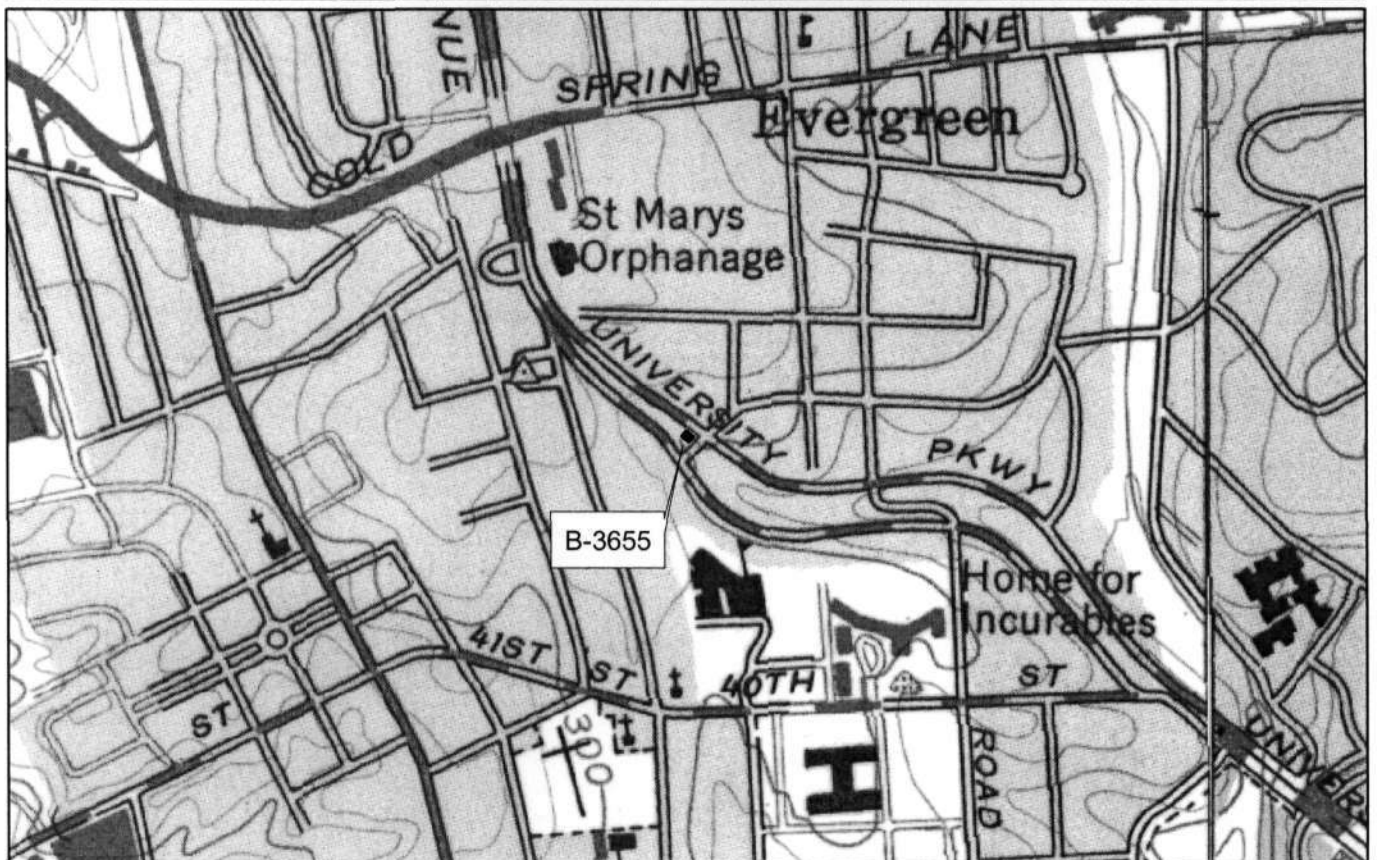 NUE
LANE
SPRING
Evergreen
COLD
St Marys
Orphanage
UNIVERSITY
PKWY
B-3655
Home for
Incurables
41ST
ST
40TH
ST
ST
300
ROAD
UNIVER